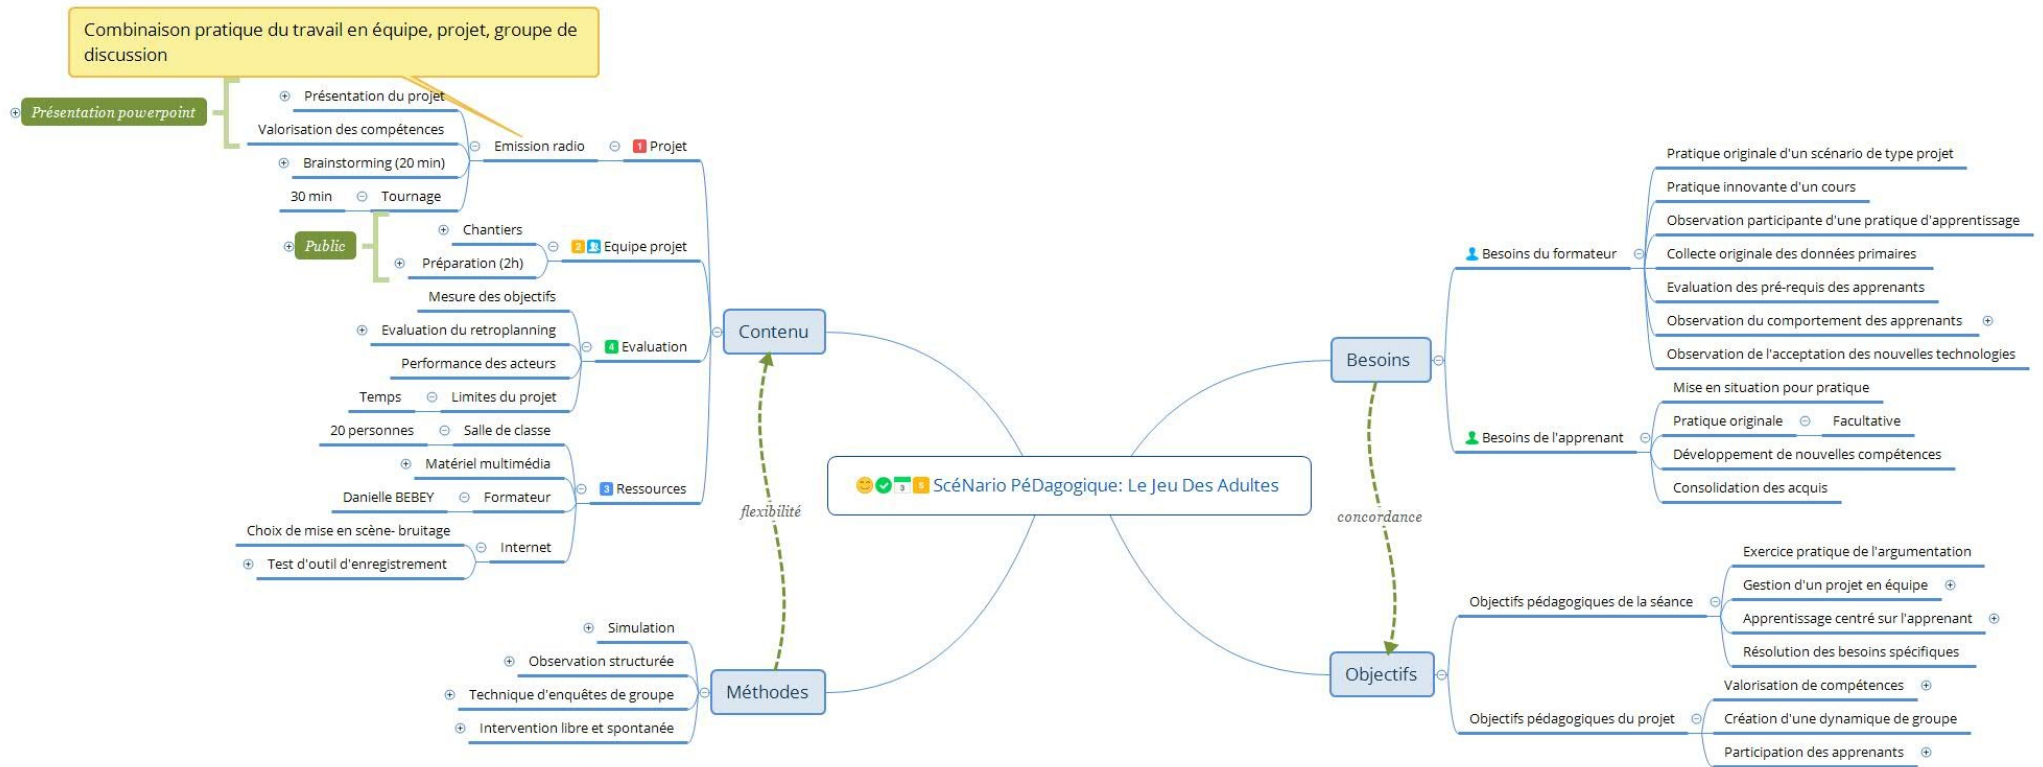 Combinaison pratique du travail en équipe, projet, groupe de
discussion
Présentation powerpoint
Présentation du projet
Valorisation des compétences
Brainstorming (20 min)
30 min
Tournage
Emission radio
1 Projet
Public
Chantiers
Préparation (2h)
2 Equipe projet
Mesure des objectifs
Evaluation du retroplanning
Performance des acteurs
Temps
Limites du projet
4 Evaluation
20 personnes
Salle de classe
Matériel multimédia
Danielle BEBEY
Formateur
Choix de mise en scène- bruitage
Test d'outil d'enregistrement
Internet
3 Ressources
Contenu
flexibilité
Simulation
Observation structurée
Technique d'enquêtes de groupe
Intervention libre et spontanée
Méthodes
3 5 ScéNario PéDagogique: Le Jeu Des Adultes
Besoins
Besoins du formateur
Pratique originale d'un scénario de type projet
Pratique innovante d'un cours
Observation participante d'une pratique d'apprentissage
Collecte originale des données primaires
Evaluation des pré-requis des apprenants
Observation du comportement des apprenants
Observation de l'acceptation des nouvelles technologies
Besoins de l'apprenant
Mise en situation pour pratique
Pratique originale
Facultative
Développement de nouvelles compétences
Consolidation des acquis
concordance
Objectifs
Objectifs pédagogiques de la séance
Exercice pratique de l'argumentation
Gestion d'un projet en équipe
Apprentissage centré sur l'apprenant
Résolution des besoins spécifiques
Objectifs pédagogiques du projet
Valorisation de compétences
Création d'une dynamique de groupe
Participation des apprenants